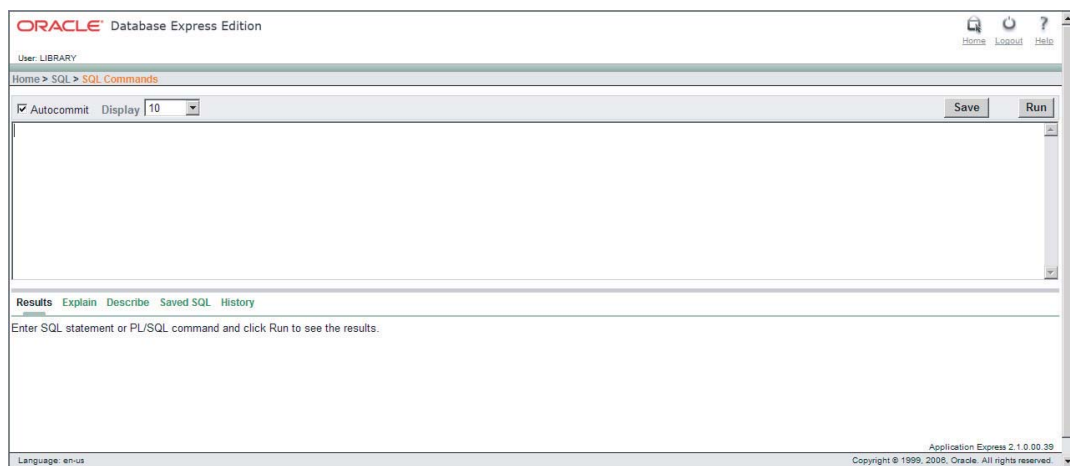 ORACLE® Database Express Edition
Home Logout Help
User: LIBRARY
Home > SQL > SQL Commands
Autocommit Display 10 Save Run
Results Explain Describe Saved SQL History
Enter SQL statement or PL/SQL command and click Run to see the results.
Application Express 2.1.0.00.39
Language: en-us Copyright © 1999, 2006, Oracle. All rights reserved.